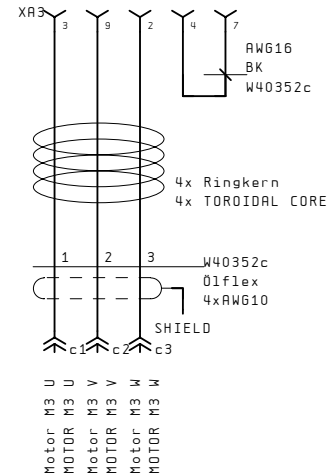 XA3
3
9
2
4
7
AWG16
BK
W40352c
4x Ringkern
4x TOROIDAL CORE
1
2
3
W40352c
Ölflex
4xAWG10
SHIELD
c1
c2
c3
Motor M3 U
MOTOR M3 U
Motor M3 V
MOTOR M3 V
Motor M3 W
MOTOR M3 W